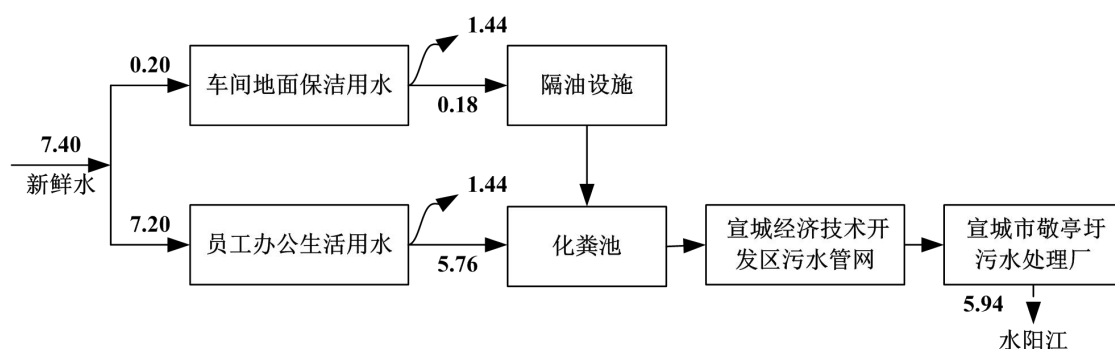 1.44
0.20
车间地面保洁用水
0.18
隔油设施
7.40
新鲜水
1.44
7.20
员工办公生活用水
5.76
化粪池
宣城经济技术开
发区污水管网
宣城市敬亭圩
污水处理厂
5.94
水阳江